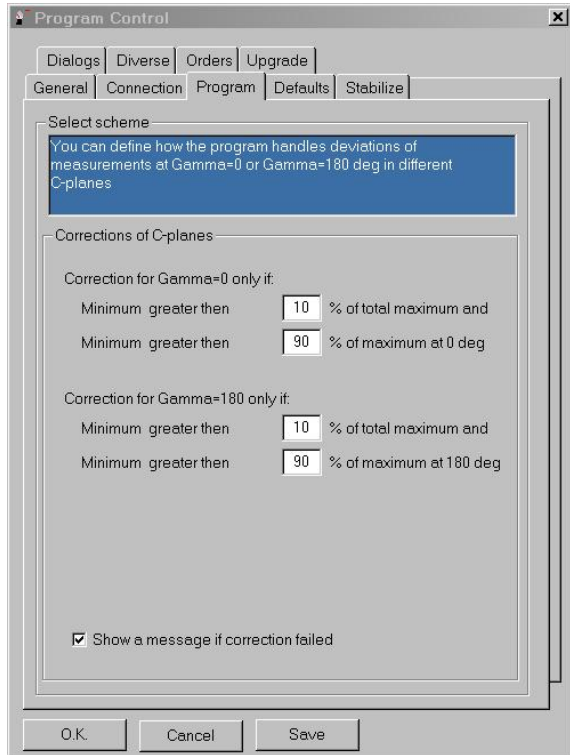 Program Control
Dialogs Diverse Orders Upgrade
General Connection Program Defaults Stabilize
Select scheme
You can define how the program handles deviations of
measurements at Gamma=0 or Gamma=180 deg in different
C-planes
Corrections of C-planes
Correction for Gamma=0 only if:
Minimum greater then 10 % of total maximum and
Minimum greater then 90 % of maximum at 0 deg
Correction for Gamma=180 only if:
Minimum greater then 10 % of total maximum and
Minimum greater then 90 % of maximum at 180 deg
Show a message if correction failed
O.K. Cancel Save